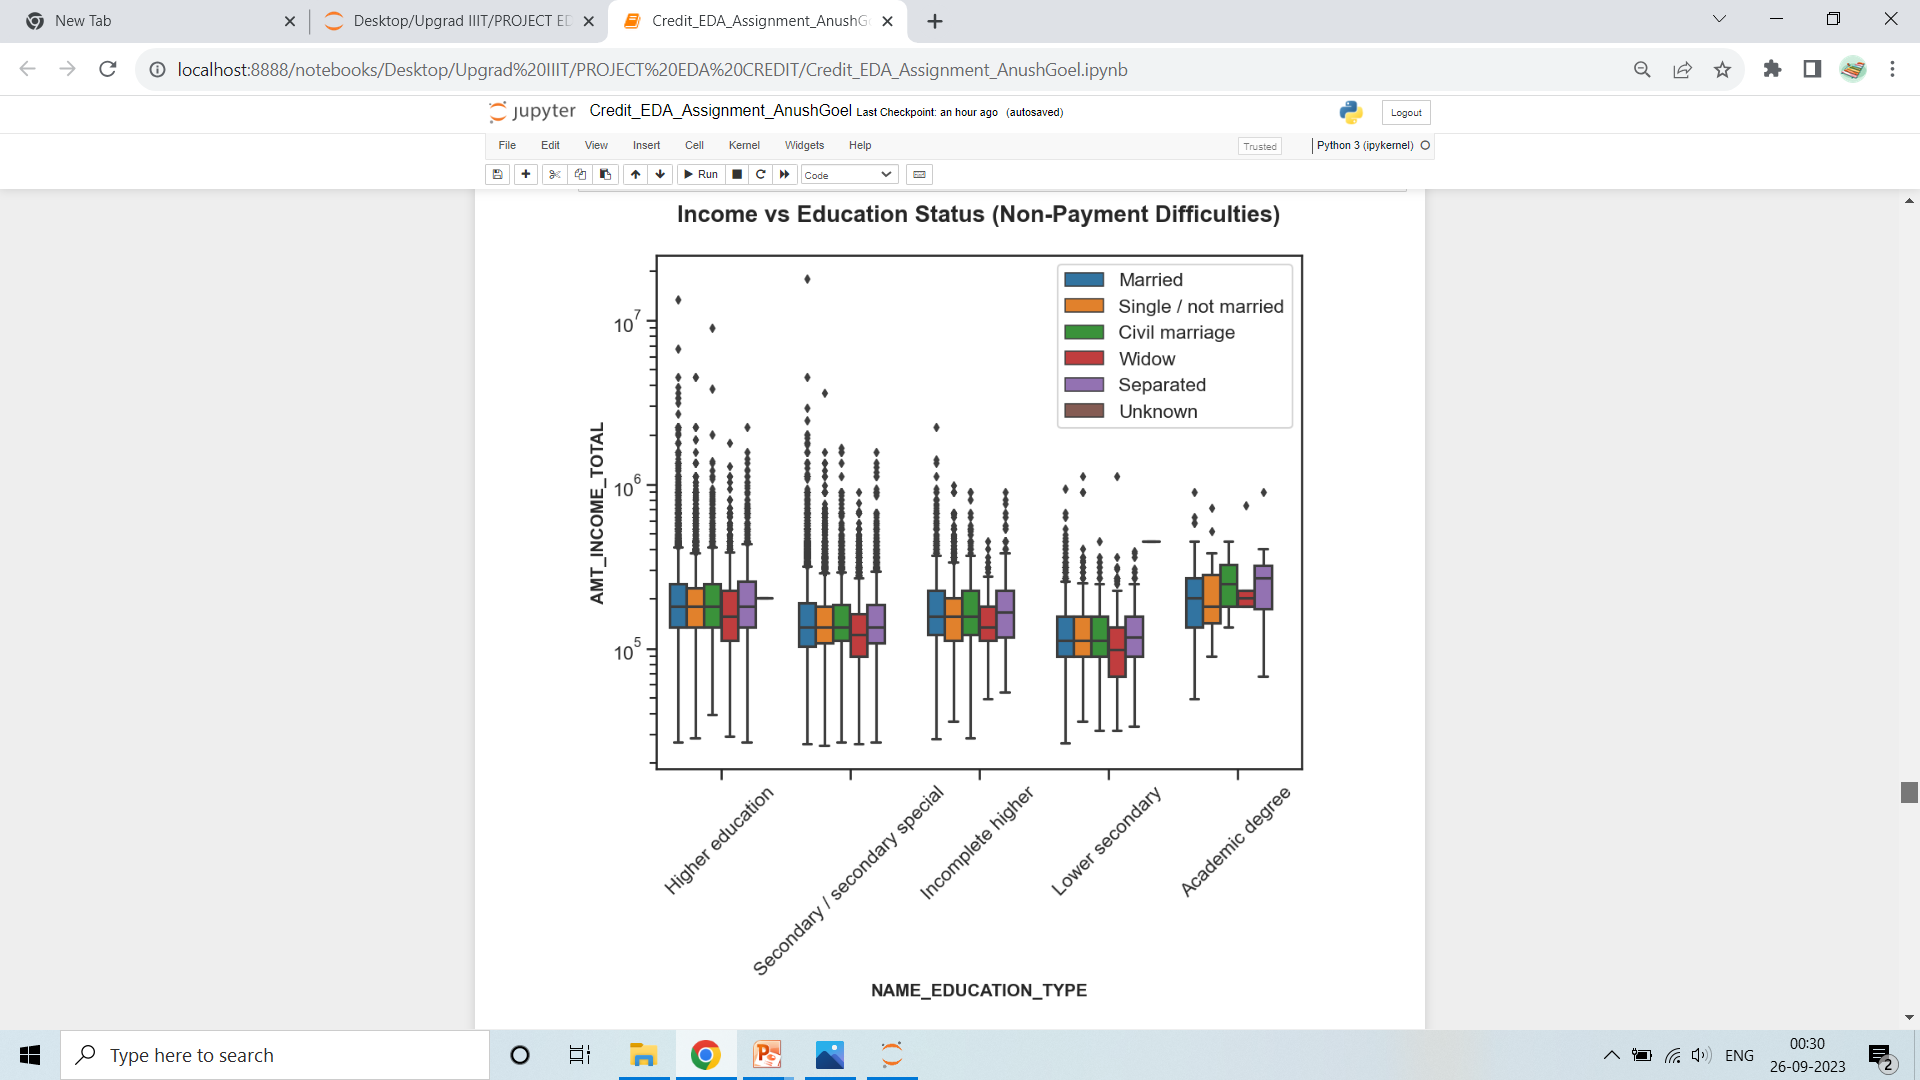 New Tab
Desktop/Upgrad IIIT/PROJECT ED
Credit_EDA_Assignment_AnushGo
localhost:8888/notebooks/Desktop/Upgrad%20IIIT/PROJECT%20EDA%20CREDIT/Credit_EDA_Assignment_AnushGoel.ipynb
jupyter Credit_EDA_Assignment_AnushGoel Last Checkpoint: an hour ago (autosaved)
Logout
File Edit View Insert Cell Kernel Widgets Help
Trusted
Python 3 (ipykernel)
Run
Code
Income vs Education Status (Non-Payment Difficulties)
Married
Single / not married
Civil marriage
Widow
Separated
Unknown
10^7
10^6
10^5
AMT_INCOME_TOTAL
Higher education
Secondary / secondary special
Incomplete higher
Lower secondary
Academic degree
NAME_EDUCATION_TYPE
Type here to search
ENG
00:30
26-09-2023
2